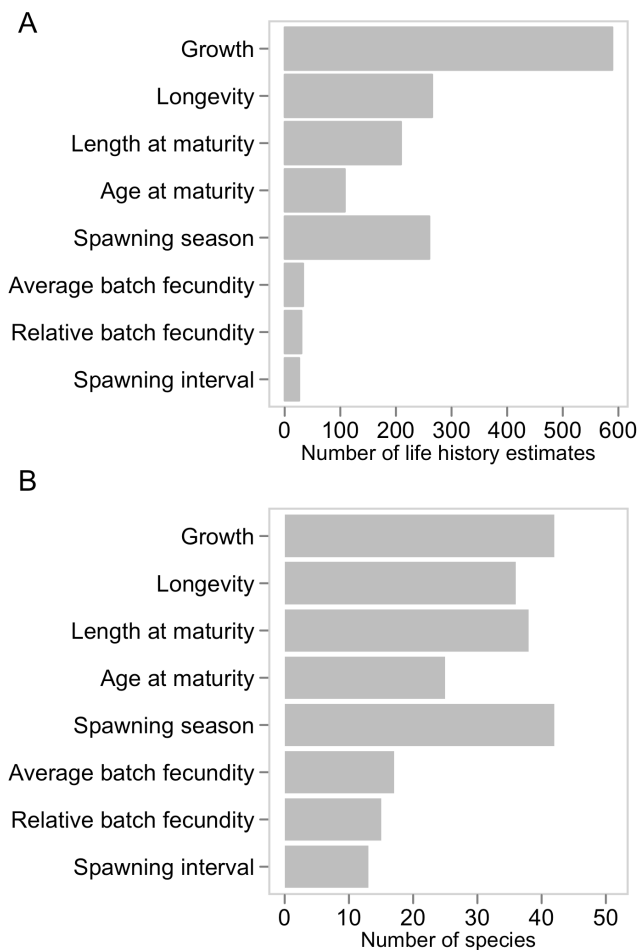 A
Growth
Longevity
Length at maturity
Age at maturity
Spawning season
Average batch fecundity
Relative batch fecundity
Spawning interval
0 100 200 300 400 500 600
Number of life history estimates
B
Growth
Longevity
Length at maturity
Age at maturity
Spawning season
Average batch fecundity
Relative batch fecundity
Spawning interval
0 10 20 30 40 50
Number of species